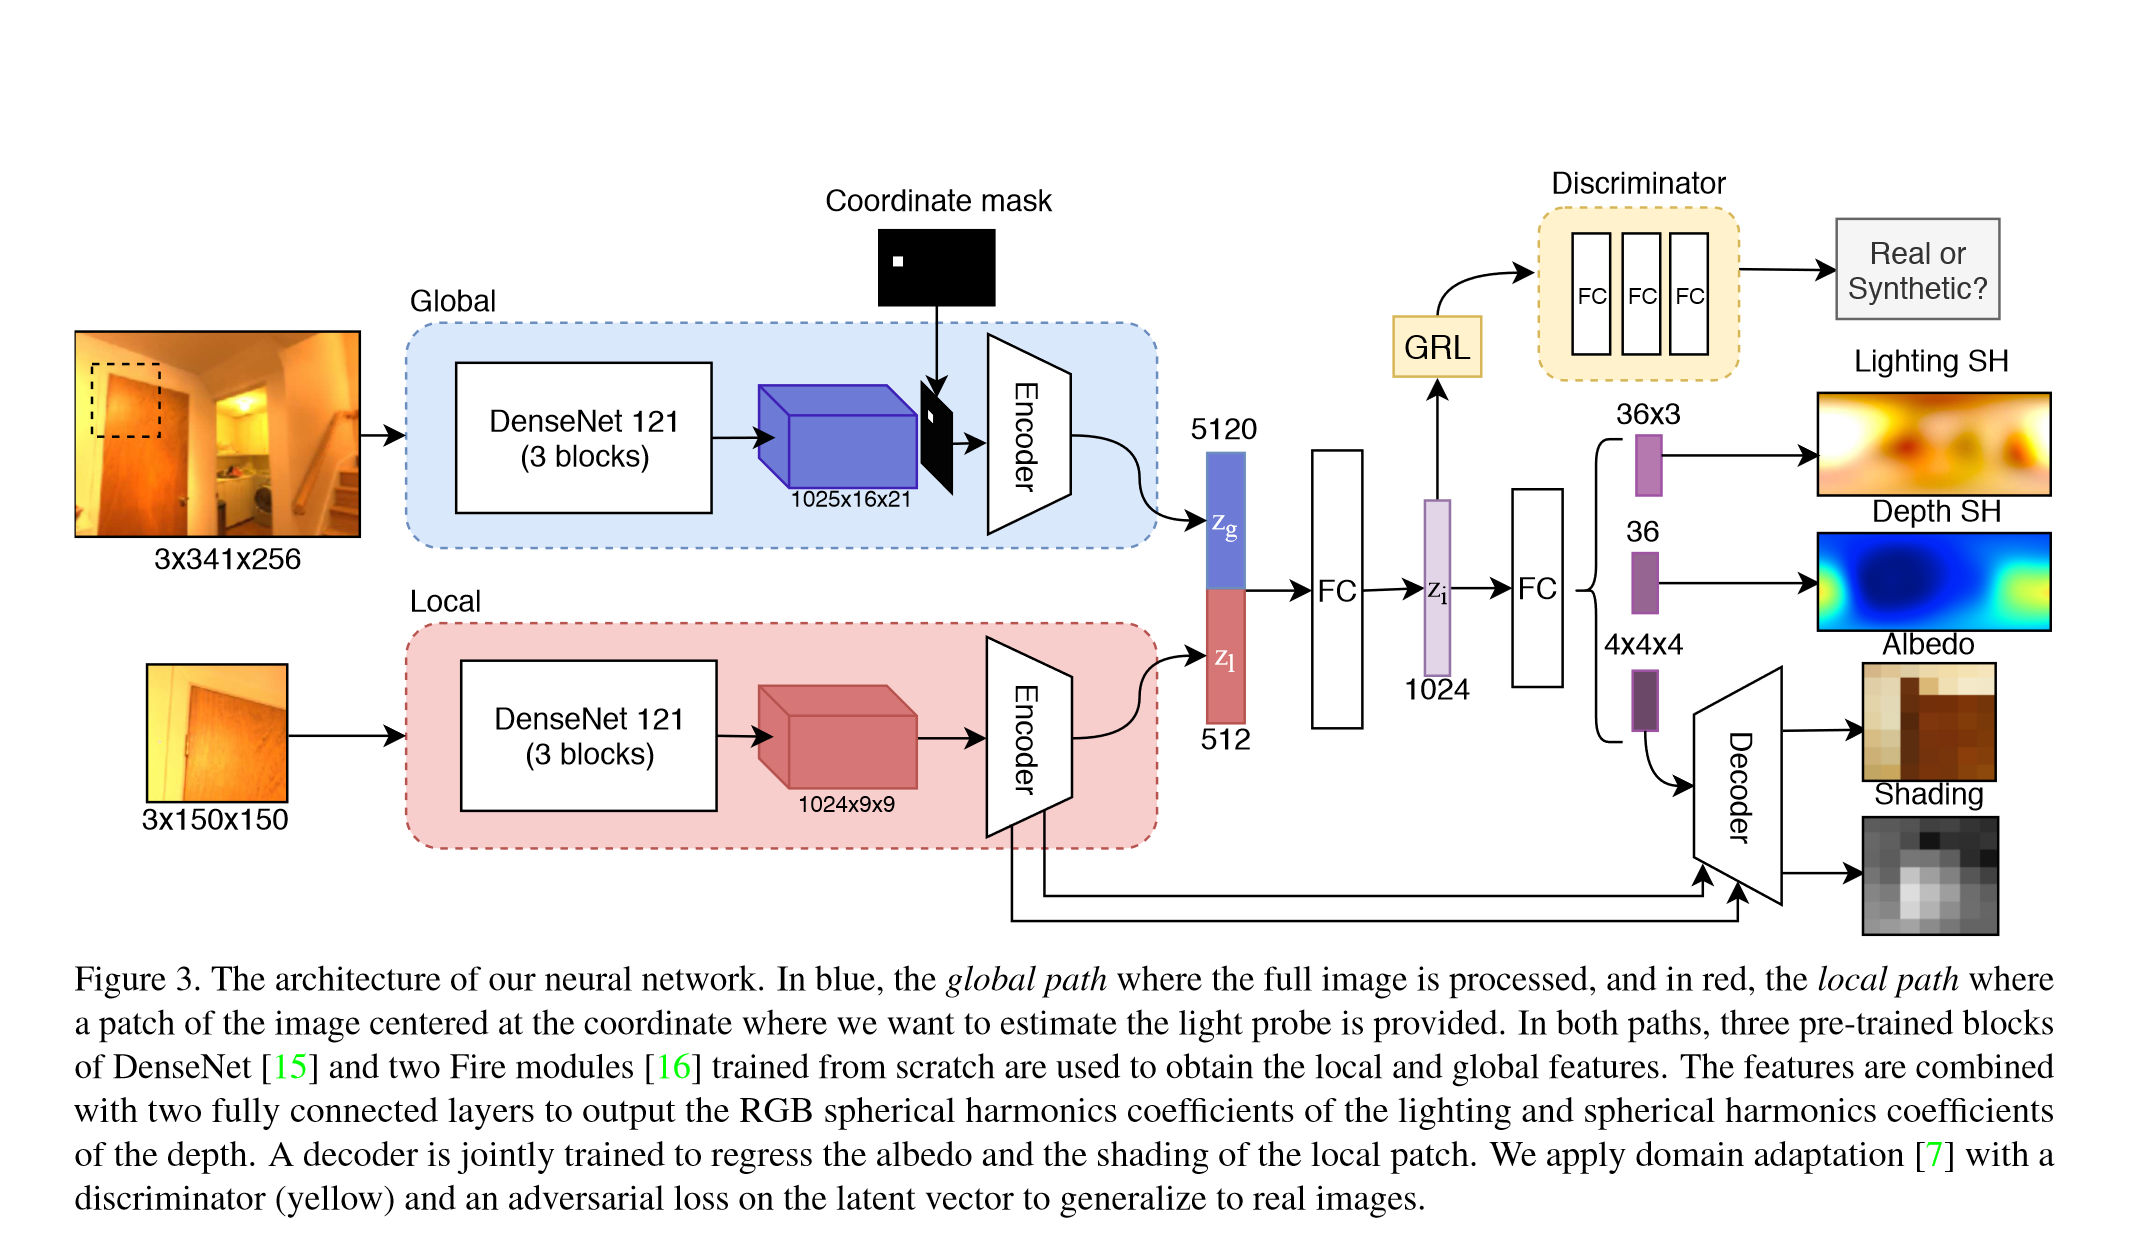 Coordinate mask
Discriminator
FC FC FC
Real or
Synthetic?
GRL
Global
DenseNet 121
(3 blocks)
1025x16x21
Encoder
3x341x256
Local
DenseNet 121
(3 blocks)
1024x9x9
Encoder
3x150x150
5120
zg
zl
512
FC
zi
1024
FC
36x3
Lighting SH
36
Depth SH
4x4x4
Albedo
Decoder
Shading
Figure 3. The architecture of our neural network. In blue, the global path where the full image is processed, and in red, the local path where
a patch of the image centered at the coordinate where we want to estimate the light probe is provided. In both paths, three pre-trained blocks
of DenseNet [15] and two Fire modules [16] trained from scratch are used to obtain the local and global features. The features are combined
with two fully connected layers to output the RGB spherical harmonics coefficients of the lighting and spherical harmonics coefficients
of the depth. A decoder is jointly trained to regress the albedo and the shading of the local patch. We apply domain adaptation [7] with a
discriminator (yellow) and an adversarial loss on the latent vector to generalize to real images.